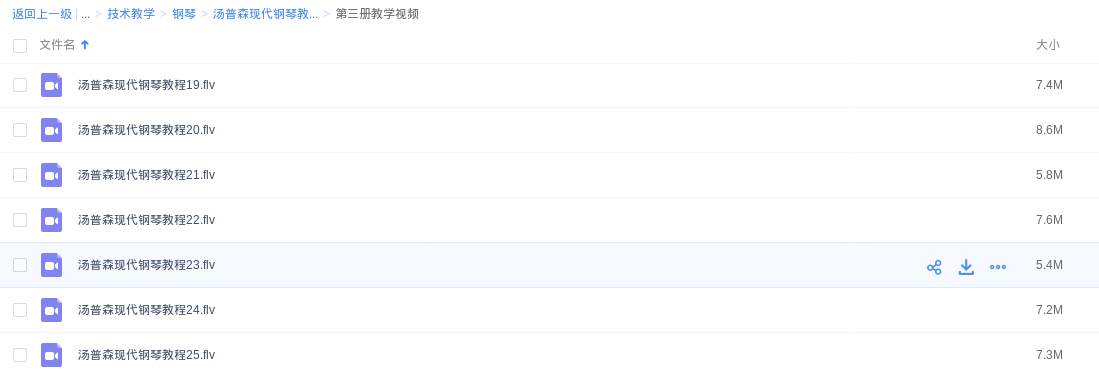 返回上一级 | ... > 技术教学 > 钢琴 > 汤普森现代钢琴教... > 第三册教学视频
文件名 大小
汤普森现代钢琴教程19.flv 7.4M
汤普森现代钢琴教程20.flv 8.6M
汤普森现代钢琴教程21.flv 5.8M
汤普森现代钢琴教程22.flv 7.6M
汤普森现代钢琴教程23.flv 5.4M
汤普森现代钢琴教程24.flv 7.2M
汤普森现代钢琴教程25.flv 7.3M